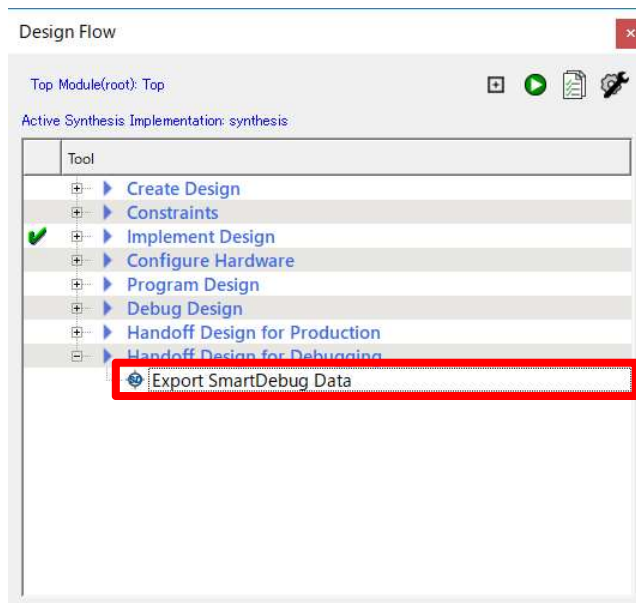 Design Flow
Top Module(root): Top
Active Synthesis Implementation: synthesis
Tool
Create Design
Constraints
Implement Design
Configure Hardware
Program Design
Debug Design
Handoff Design for Production
Handoff Design for Debugging
Export SmartDebug Data